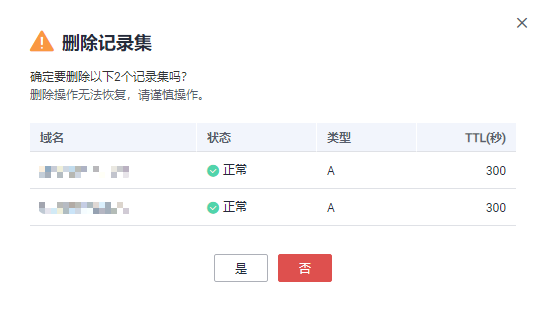 删除记录集
确定要删除以下2个记录集吗?
删除操作无法恢复，请谨慎操作。
域名 状态 类型 TTL(秒)
正常 A 300
正常 A 300
是 否